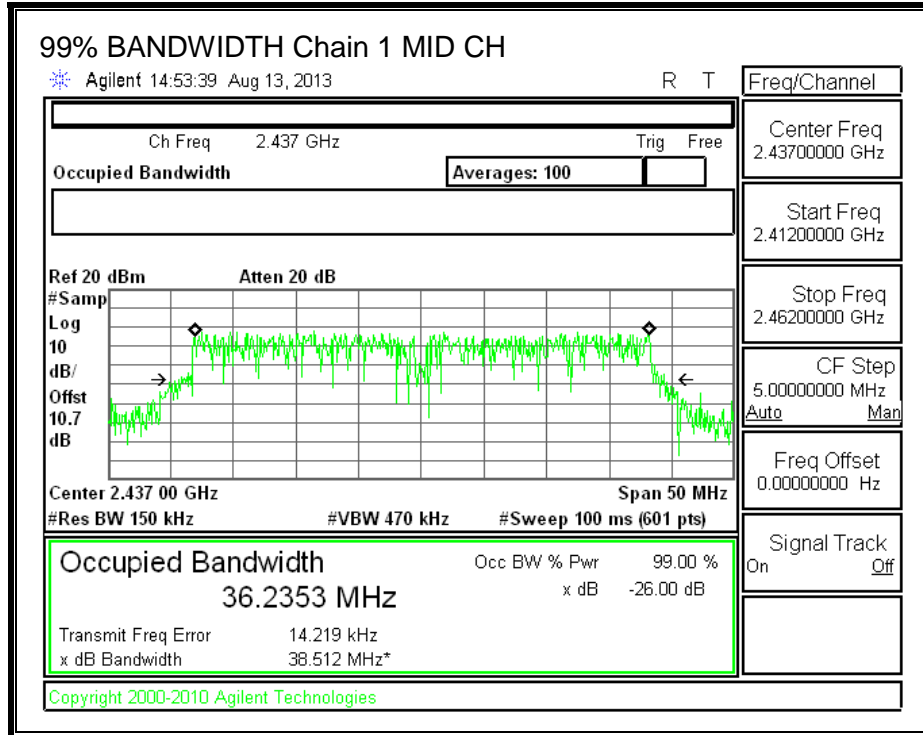 99% BANDWIDTH Chain 1 MID CH
Agilent 14:53:39 Aug 13, 2013 R T
Freq/Channel
Ch Freq 2.437 GHz Trig Free
Occupied Bandwidth Averages: 100
Ref 20 dBm Atten 20 dB
#Samp
Log
10
dB/
Offst
10.7
dB
Center 2.437 00 GHz Span 50 MHz
#Res BW 150 kHz #VBW 470 kHz #Sweep 100 ms (601 pts)
Occupied Bandwidth Occ BW % Pwr 99.00 %
36.2353 MHz x dB -26.00 dB
Transmit Freq Error 14.219 kHz
x dB Bandwidth 38.512 MHz*
Copyright 2000-2010 Agilent Technologies
Center Freq
2.43700000 GHz
Start Freq
2.41200000 GHz
Stop Freq
2.46200000 GHz
CF Step
5.00000000 MHz
Auto Man
Freq Offset
0.00000000 Hz
Signal Track
On Off